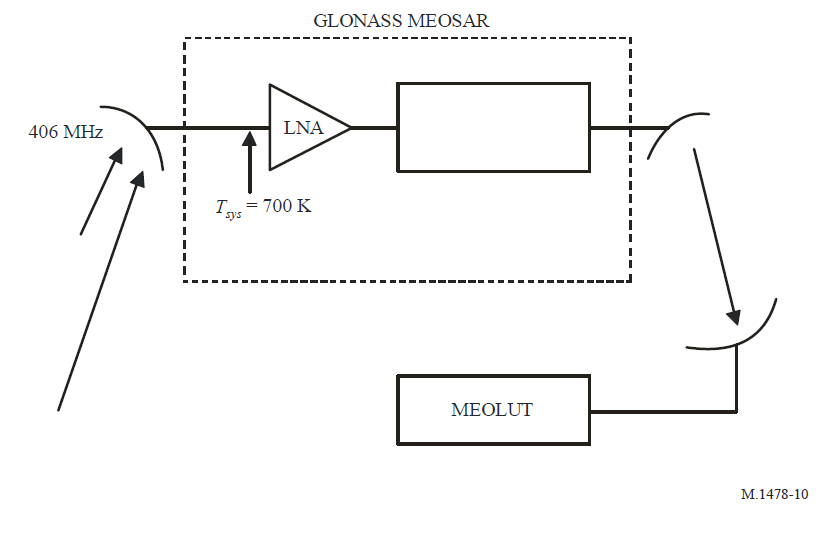 GLONASS MEOSAR
406 MHz
LNA
Tsys = 700 K
MEOLUT
M.1478-10